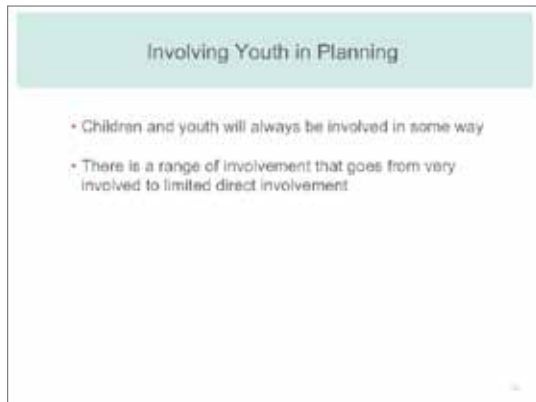 Involving Youth in Planning
• Children and youth will always be involved in some way
• There is a range of involvement that goes from very
involved to limited direct involvement